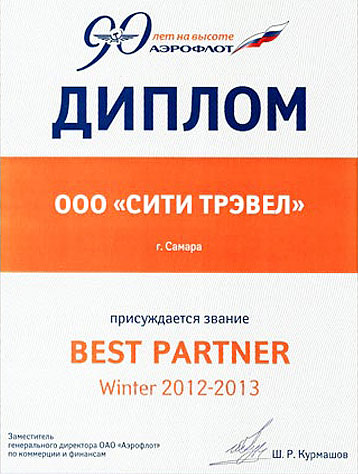 90 лет на высоте
АЭРОФЛОТ
ДИПЛОМ
ООО «СИТИ ТРЭВЕЛ»
г. Самара
присуждается звание
BEST PARTNER
Winter 2012-2013
Заместитель
генерального директора ОАО «Аэрофлот»
по коммерции и финансам
Ш. Р. Курмашов